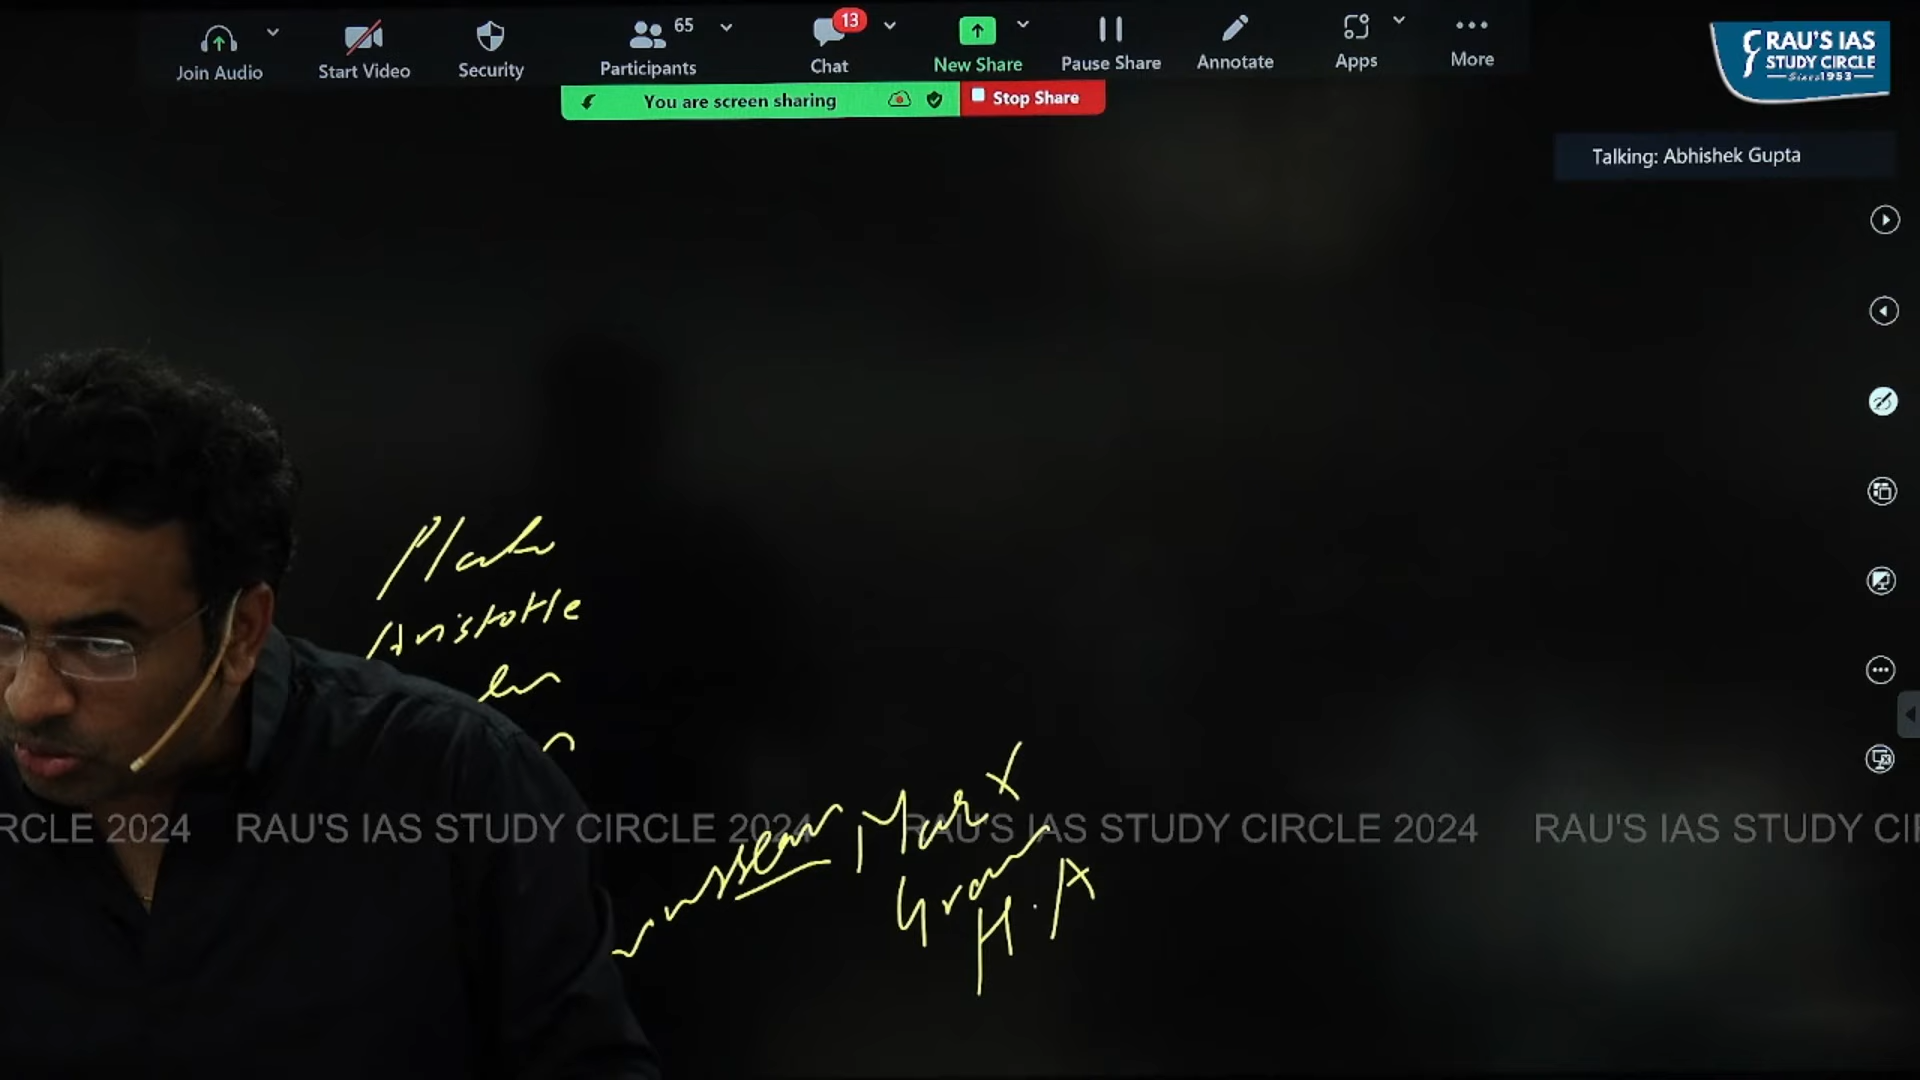 Join Audio
Start Video
Security
Participants 65
Chat 13
New Share
Pause Share
Annotate
Apps
More
RAU'S IAS
STUDY CIRCLE
Since 1953
You are screen sharing
Stop Share
Talking: Abhishek Gupta
Plato
Aristotle
Marx
H.A
RCLE 2024 RAU'S IAS STUDY CIRCLE 2024 RAU'S IAS STUDY CIRCLE 2024 RAU'S IAS STUDY CI